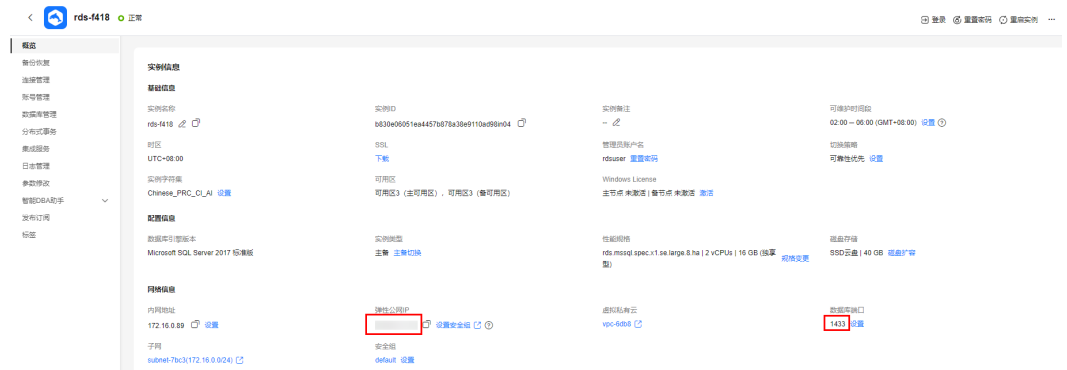 rds-f418 正常
登录 重置密码 重启实例 ...
概览
备份恢复
连接管理
账号管理
数据库管理
分布式事务
集成服务
日志管理
参数修改
智能DBA助手
发布订阅
标签
实例信息
基础信息
实例名称 实例ID 实例备注 可维护时间段
rds-f418 b830e06051ea4457b878a38e9110ad98in04 -- 02:00 — 06:00 (GMT+08:00) 设置
时区 SSL 管理员账户名 切换策略
UTC+08:00 下载 rdsuser 重置密码 可靠性优先 设置
实例字符集 可用区 Windows License
Chinese_PRC_CI_AI 设置 可用区3（主可用区），可用区3（备可用区） 主节点 未激活 | 备节点 未激活 激活
配置信息
数据库引擎版本 实例类型 性能规格 磁盘存储
Microsoft SQL Server 2017 标准版 主备 主备切换 rds.mssql.spec.x1.se.large.8.ha | 2 vCPUs | 16 GB (独享型) 规格变更 SSD云盘 | 40 GB 磁盘扩容
网络信息
内网地址 弹性公网IP 虚拟私有云 数据库端口
172.16.0.89 设置 设置安全组 vpc-6db8 1433 设置
子网 安全组
subnet-7bc3(172.16.0.0/24) default 设置